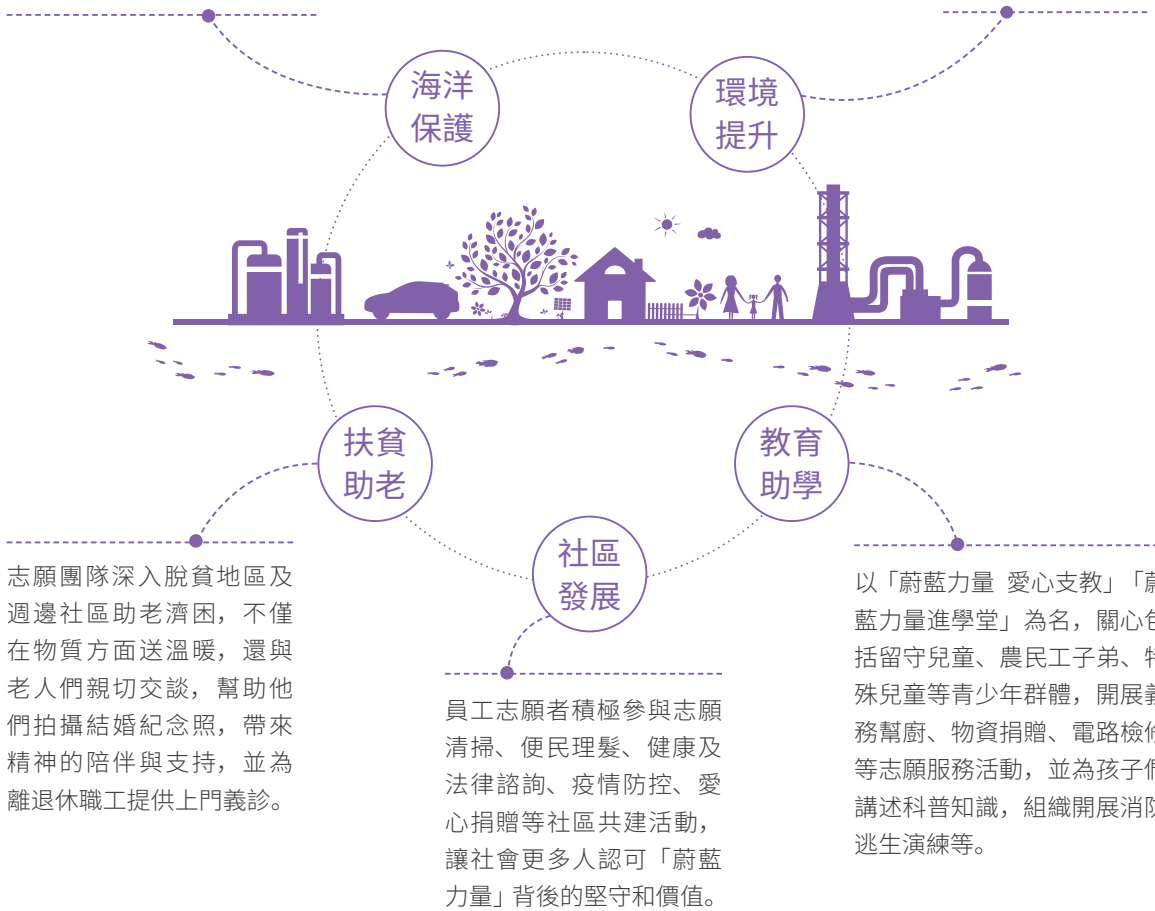 海洋
保護
環境
提升
扶貧
助老
教育
助學
社區
發展
志願團隊深入脫貧地區及
週邊社區助老濟困，不僅
在物質方面送溫暖，還與
老人們親切交談，幫助他
們拍攝結婚紀念照，帶來
精神的陪伴與支持，並為
離退休職工提供上門義診。
員工志願者積極參與志願
清掃、便民理髮、健康及
法律諮詢、疫情防控、愛
心捐贈等社區共建活動，
讓社會更多人認可「蔚藍
力量」背後的堅守和價值。
以「蔚藍力量 愛心支教」「蔚
藍力量進學堂」為名，關心包
括留守兒童、農民工子弟、特
殊兒童等青少年群體，開展義
務幫廚、物資捐贈、電路檢修
等志願服務活動，並為孩子們
講述科普知識，組織開展消防
逃生演練等。